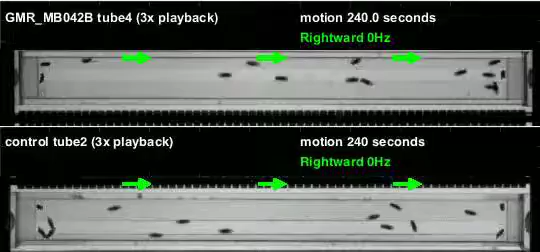 GMR_MB042B tube4 (3x playback)
motion 240.0 seconds
Rightward 0Hz
control tube2 (3x playback)
motion 240 seconds
Rightward 0Hz